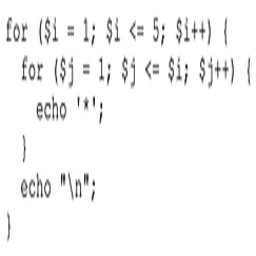 for ($i = 1; $i <= 5; $i++) {
  for ($j = 1; $j <= $i; $j++) {
    echo '*';
  }
  echo "\n";
}